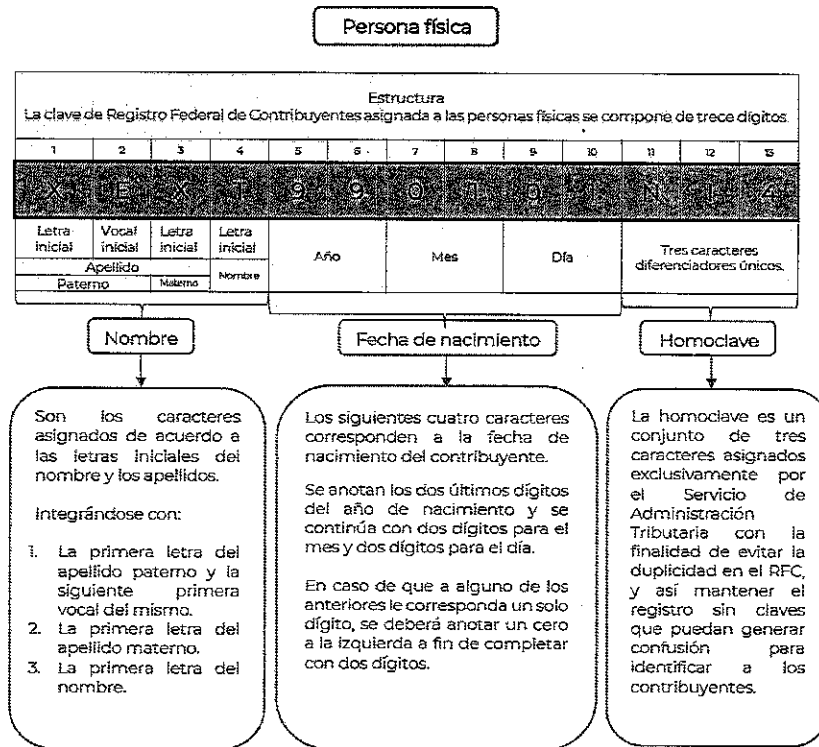 Persona física
Estructura
La clave de Registro Federal de Contribuyentes asignada a las personas físicas se compone de trece dígitos.
1 2 3 4 5 6 7 8 9 10 11 12 13
X E X T 9 9 0 1 0 1 N I 4
Letra inicial
Vocal inicial
Letra inicial
Letra inicial
Apellido
Paterno
Materno
Nombre
Año
Mes
Día
Tres caracteres
diferenciadores únicos.
Nombre
Son los caracteres
asignados de acuerdo a
las letras iniciales del
nombre y los apellidos.
Integrándose con:
1. La primera letra del
apellido paterno y la
siguiente primera
vocal del mismo.
2. La primera letra del
apellido materno.
3. La primera letra del
nombre.
Fecha de nacimiento
Los siguientes cuatro caracteres
corresponden a la fecha de
nacimiento del contribuyente.
Se anotan los dos últimos dígitos
del año de nacimiento y se
continúa con dos dígitos para el
mes y dos dígitos para el día.
En caso de que a alguno de los
anteriores le corresponda un solo
dígito, se deberá anotar un cero
a la izquierda a fin de completar
con dos dígitos.
Homoclave
La homoclave es un
conjunto de tres
caracteres asignados
exclusivamente por
el Servicio de
Administración
Tributaria con la
finalidad de evitar la
duplicidad en el RFC,
y así mantener el
registro sin claves
que puedan generar
confusión para
identificar a los
contribuyentes.